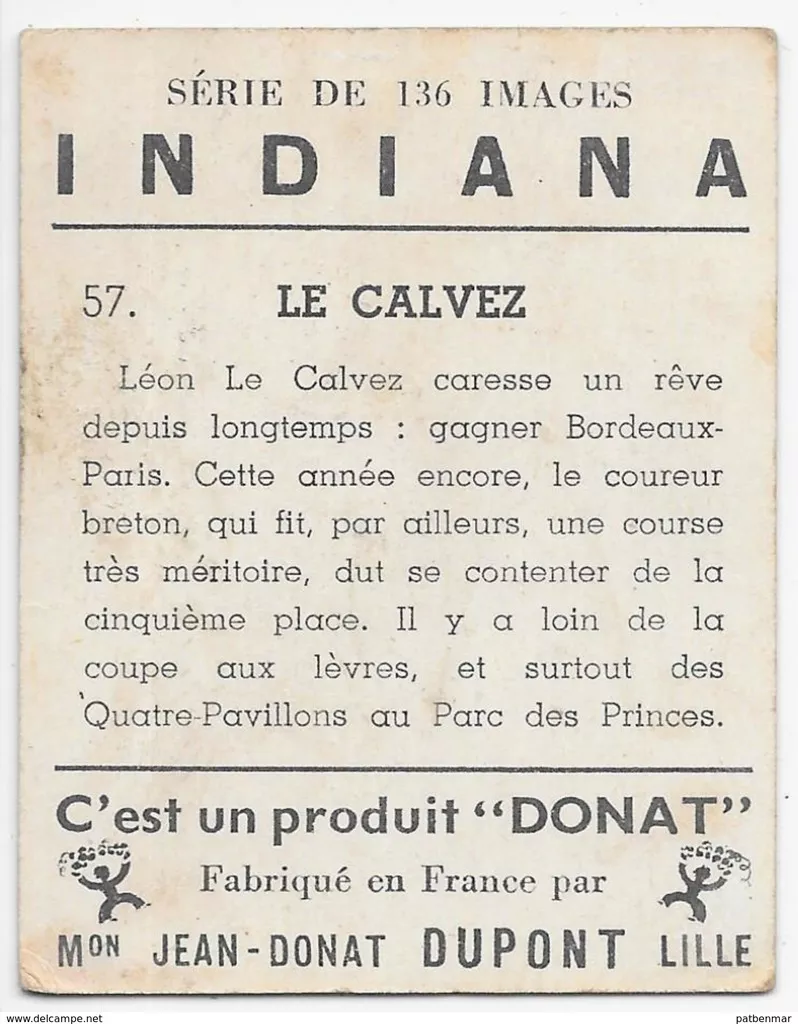 SÉRIE DE 136 IMAGES
INDIANA
57. LE CALVEZ
Léon Le Calvez caresse un rêve
depuis longtemps : gagner Bordeaux-
Paris. Cette année encore, le coureur
breton, qui fit, par ailleurs, une course
très méritoire, dut se contenter de la
cinquième place. Il y a loin de la
coupe aux lèvres, et surtout des
Quatre-Pavillons au Parc des Princes.
C'est un produit “DONAT”
Fabriqué en France par
Mon JEAN-DONAT DUPONT LILLE
delcampe.net
patbenmar